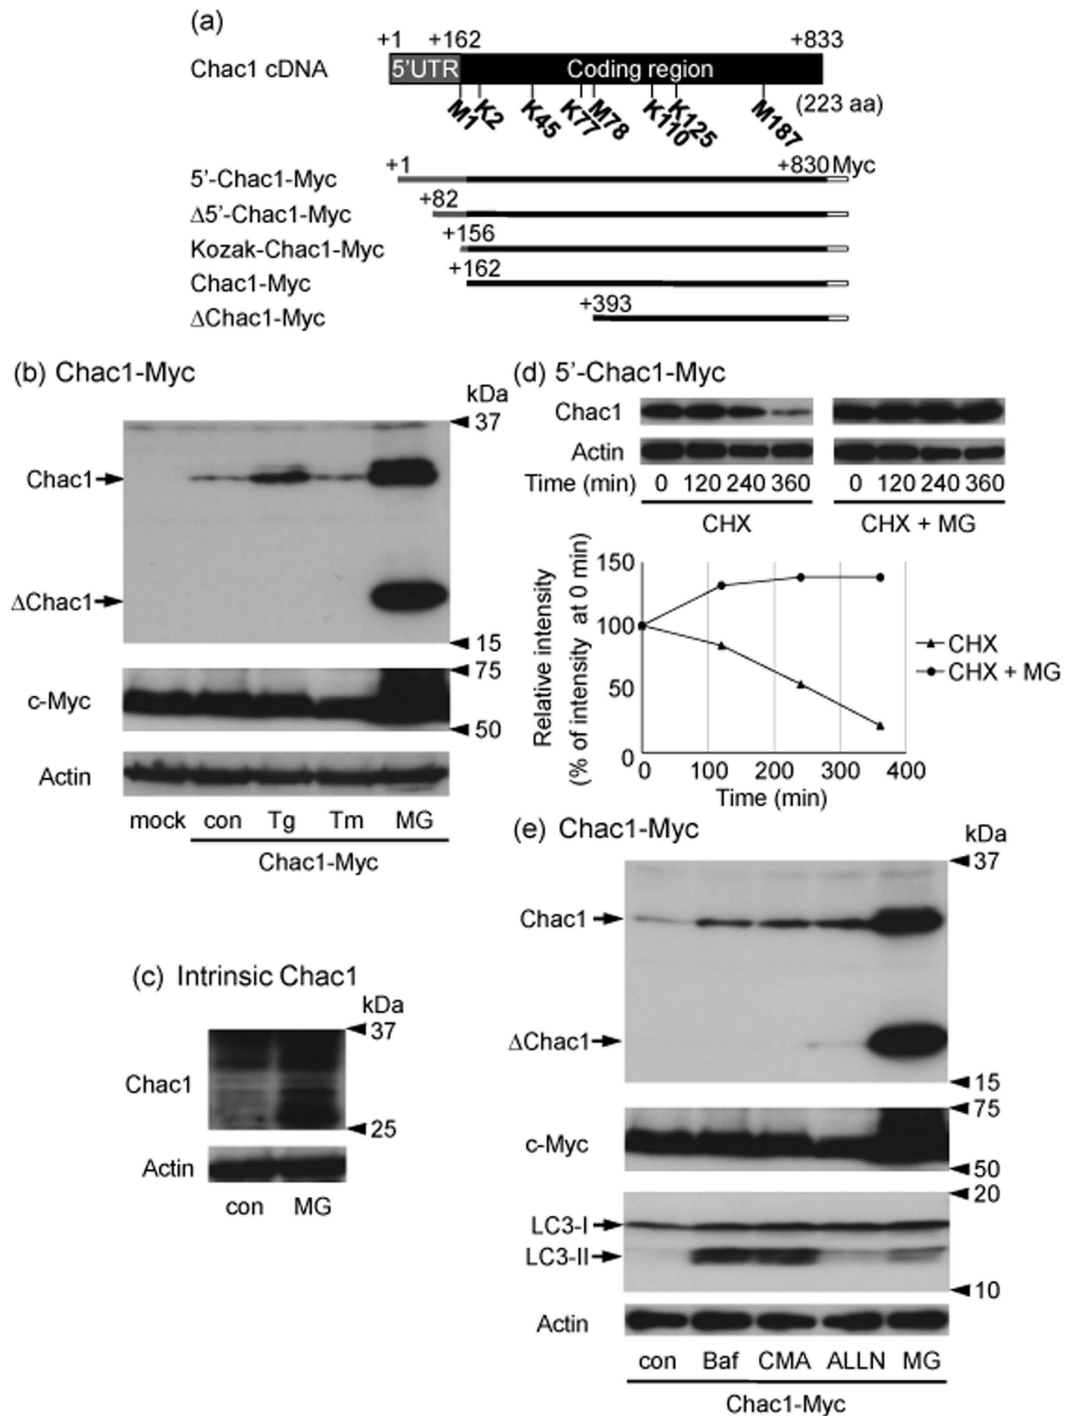 (a)
+1 +162 +833
Chac1 cDNA 5'UTR Coding region
M1 K2 K45 K77 M78 K110 K125 M187 (223 aa)
+1 +830 Myc
5'-Chac1-Myc
+82
Δ5'-Chac1-Myc
+156
Kozak-Chac1-Myc
+162
Chac1-Myc
+393
ΔChac1-Myc
(b) Chac1-Myc
kDa
37
Chac1
ΔChac1
15
75
c-Myc
50
Actin
mock con Tg Tm MG
Chac1-Myc
(c) Intrinsic Chac1
kDa
37
Chac1
25
Actin
con MG
(d) 5'-Chac1-Myc
Chac1
Actin
Time (min) 0 120 240 360 0 120 240 360
CHX CHX + MG
Relative intensity
(% of intensity at 0 min)
150
100
50
0
0 100 200 300 400
Time (min)
CHX
CHX + MG
(e) Chac1-Myc
kDa
37
Chac1
ΔChac1
15
75
c-Myc
50
20
LC3-I
LC3-II
10
Actin
con Baf CMA ALLN MG
Chac1-Myc